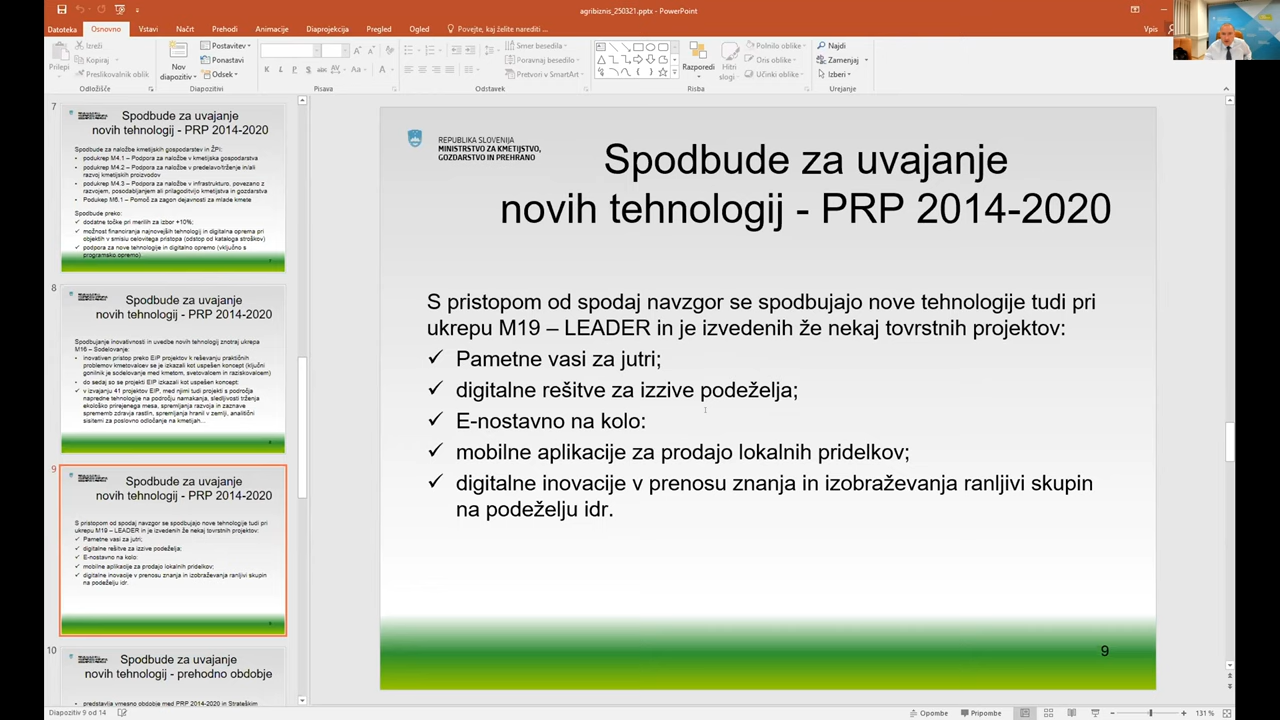 agribiznis_250321.pptx - PowerPoint
Vpis
Datoteka Osnovno Vstavi Načrt Prehodi Animacije Diaprojekcija Pregled Ogled Povejte, kaj želite narediti ...
Prilepi
Izreži
Kopiraj
Preslikovalnik oblik
Odložišče
Nov
diapozitiv
Postavitev
Ponastavi
Odsek
Diapozitivi
Pisava
Smer besedila
Poravnaj besedilo
Pretvori v SmartArt
Odstavek
Razporedi
Hitri
slogi
Polnilo oblike
Oris oblike
Učinki oblike
Risba
Najdi
Zamenjaj
Izberi
Urejanje
7
Spodbude za uvajanje
novih tehnologij - PRP 2014-2020
Spodbude za naložbe kmetijskih gospodarstev in ŽPI:
• podukrep M4.1 – Podpora za naložbe v kmetijska gospodarstva
• podukrep M4.2 – Podpora za naložbe v predelavo/trženje in/ali
razvoj kmetijskih proizvodov
• podukrep M4.3 – Podpora za naložbe v infrastrukturo, povezano z
razvojem, posodabljanjem ali prilagoditvijo kmetijstva in gozdarstva
• Podukep M6.1 – Pomoč za zagon dejavnosti za mlade kmete
Spodbude preko:
✓ dodatne točke pri merilih za izbor +10%;
✓ možnost financiranja najnovejših tehnologij in digitalna oprema pri
objektih v smislu celovitega pristopa (odstop od kataloga stroškov)
✓ podpora za nove tehnologije in digitalno opremo (vključno s
programsko opremo)
7
8
Spodbude za uvajanje
novih tehnologij - PRP 2014-2020
Spodbujanje inovativnosti in uvedbe novih tehnologij znotraj ukrepa
M16 – Sodelovanje:
• inovativen pristop preko EIP projektov k reševanju praktičnih
problemov kmetovalcev se je izkazal kot uspešen koncept (ključni
gonilnik je sodelovanje med kmetom, svetovalcem in raziskovalcem)
• do sedaj so se projekti EIP izkazali kot uspešen koncept:
✓ v izvajanju 41 projektov EIP, med njimi tudi projekti s področja
napredne tehnologije na področju namakanja, sledljivosti trženja
ekološko prirejenega mesa, spremljanja razvoja in zaznave
sprememb zdravja rastlin, spremljanja hranil v zemlji, analitični
sistemi za poslovno odločanje na kmetijah...
8
9
Spodbude za uvajanje
novih tehnologij - PRP 2014-2020
S pristopom od spodaj navzgor se spodbujajo nove tehnologije tudi pri
ukrepu M19 – LEADER in je izvedenih že nekaj tovrstnih projektov:
✓ Pametne vasi za jutri;
✓ digitalne rešitve za izzive podeželja;
✓ E-nostavno na kolo:
✓ mobilne aplikacije za prodajo lokalnih pridelkov;
✓ digitalne inovacije v prenosu znanja in izobraževanja ranljivi skupin
na podeželju idr.
9
10
Spodbude za uvajanje
novih tehnologij - prehodno obdobje
• predstavlja vmesno obdobje med PRP 2014-2020 in Strateškim
REPUBLIKA SLOVENIJA
MINISTRSTVO ZA KMETIJSTVO,
GOZDARSTVO IN PREHRANO
Spodbude za uvajanje
novih tehnologij - PRP 2014-2020
S pristopom od spodaj navzgor se spodbujajo nove tehnologije tudi pri
ukrepu M19 – LEADER in je izvedenih že nekaj tovrstnih projektov:
✓ Pametne vasi za jutri;
✓ digitalne rešitve za izzive podeželja;
✓ E-nostavno na kolo:
✓ mobilne aplikacije za prodajo lokalnih pridelkov;
✓ digitalne inovacije v prenosu znanja in izobraževanja ranljivi skupin
na podeželju idr.
9
Diapozitiv 9 od 14
Opombe
Pripombe
131 %